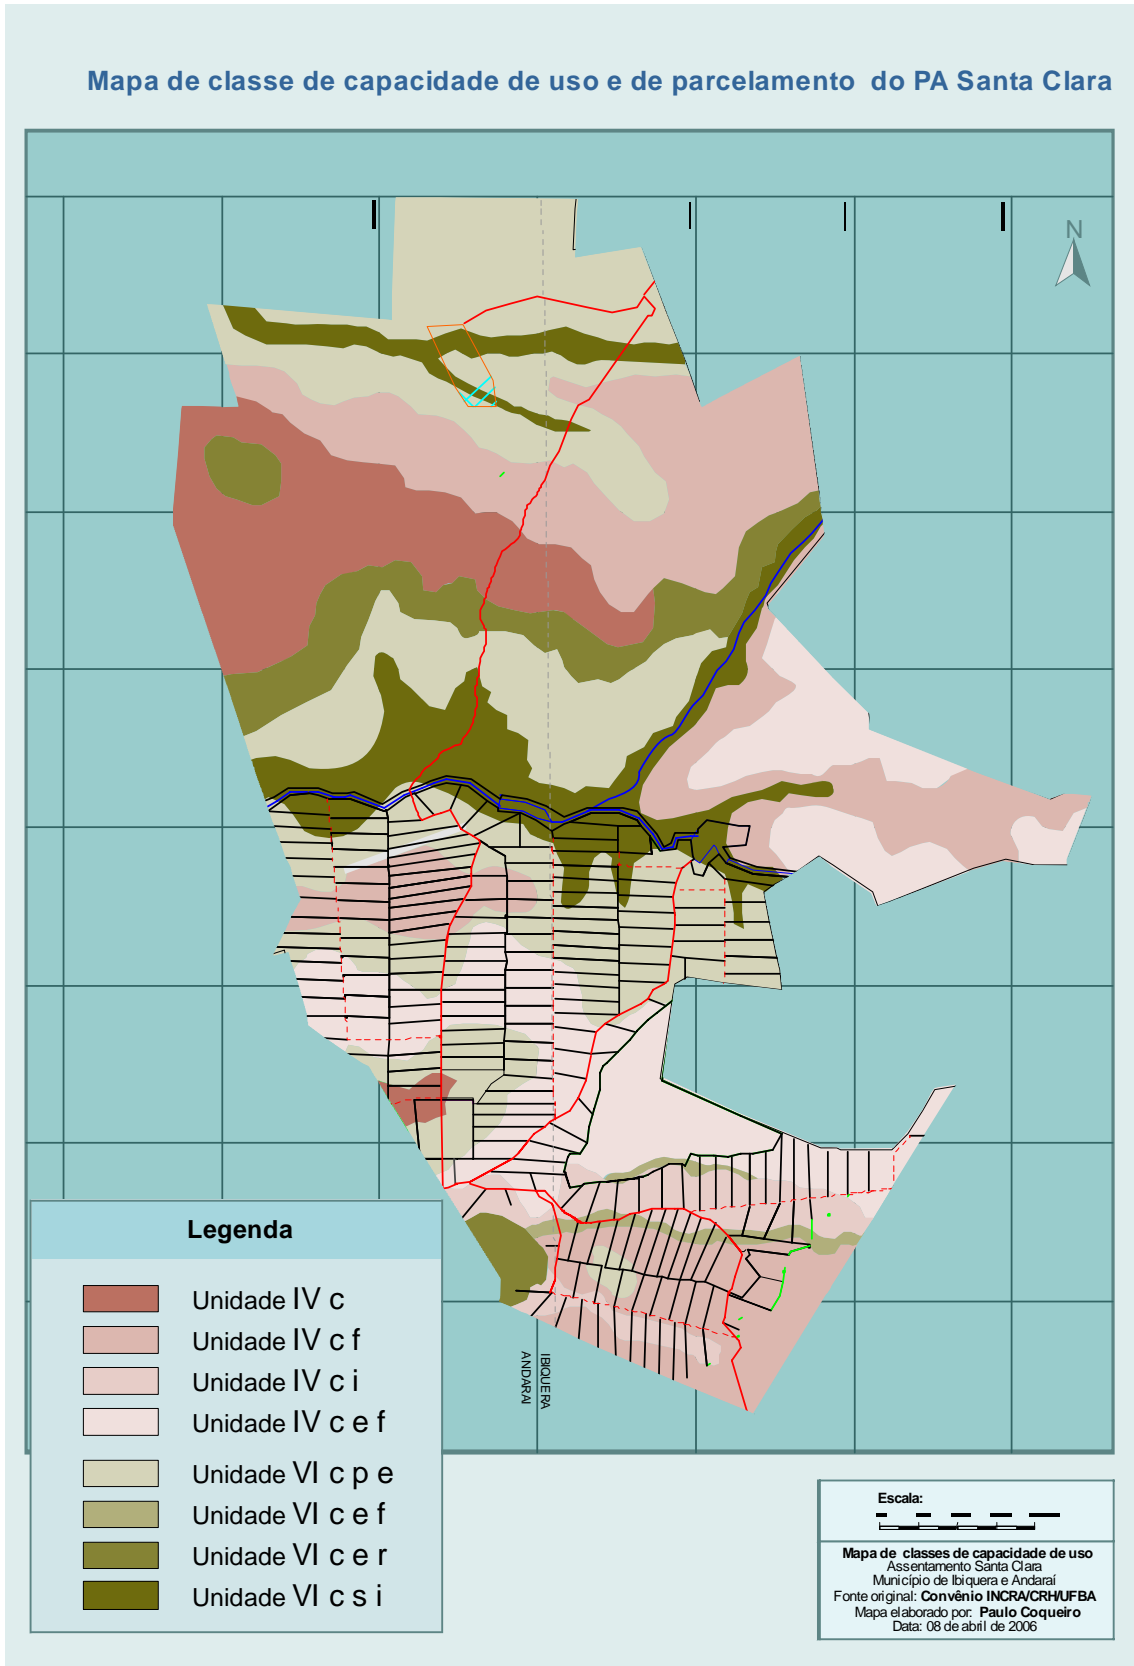 Mapa de classe de capacidade de uso e de parcelamento do PA Santa Clara
N
IBIQUERA
ANDARAI
Legenda
Unidade IV c
Unidade IV c f
Unidade IV c i
Unidade IV c e f
Unidade VI c p e
Unidade VI c e f
Unidade VI c e r
Unidade VI c s i
Escala:
Mapa de classes de capacidade de uso
Assentamento Santa Clara
Município de Ibiquera e Andaraí
Fonte original: Convênio INCRA/CRH/UFBA
Mapa elaborado por: Paulo Coqueiro
Data: 08 de abril de 2006